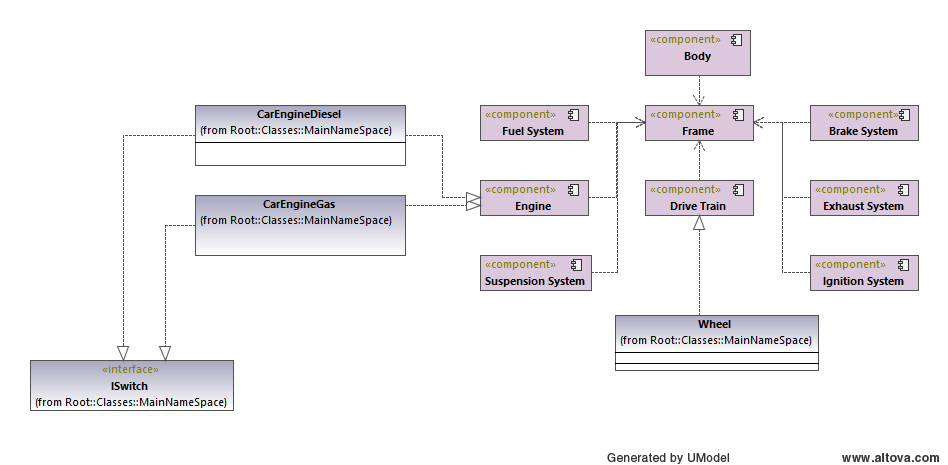 «component»
Body
CarEngineDiesel
(from Root::Classes::MainNameSpace)
«component»
Fuel System
«component»
Frame
«component»
Brake System
CarEngineGas
(from Root::Classes::MainNameSpace)
«component»
Engine
«component»
Drive Train
«component»
Exhaust System
«component»
Suspension System
«component»
Ignition System
Wheel
(from Root::Classes::MainNameSpace)
«interface»
ISwitch
(from Root::Classes::MainNameSpace)
Generated by UModel
www.altova.com